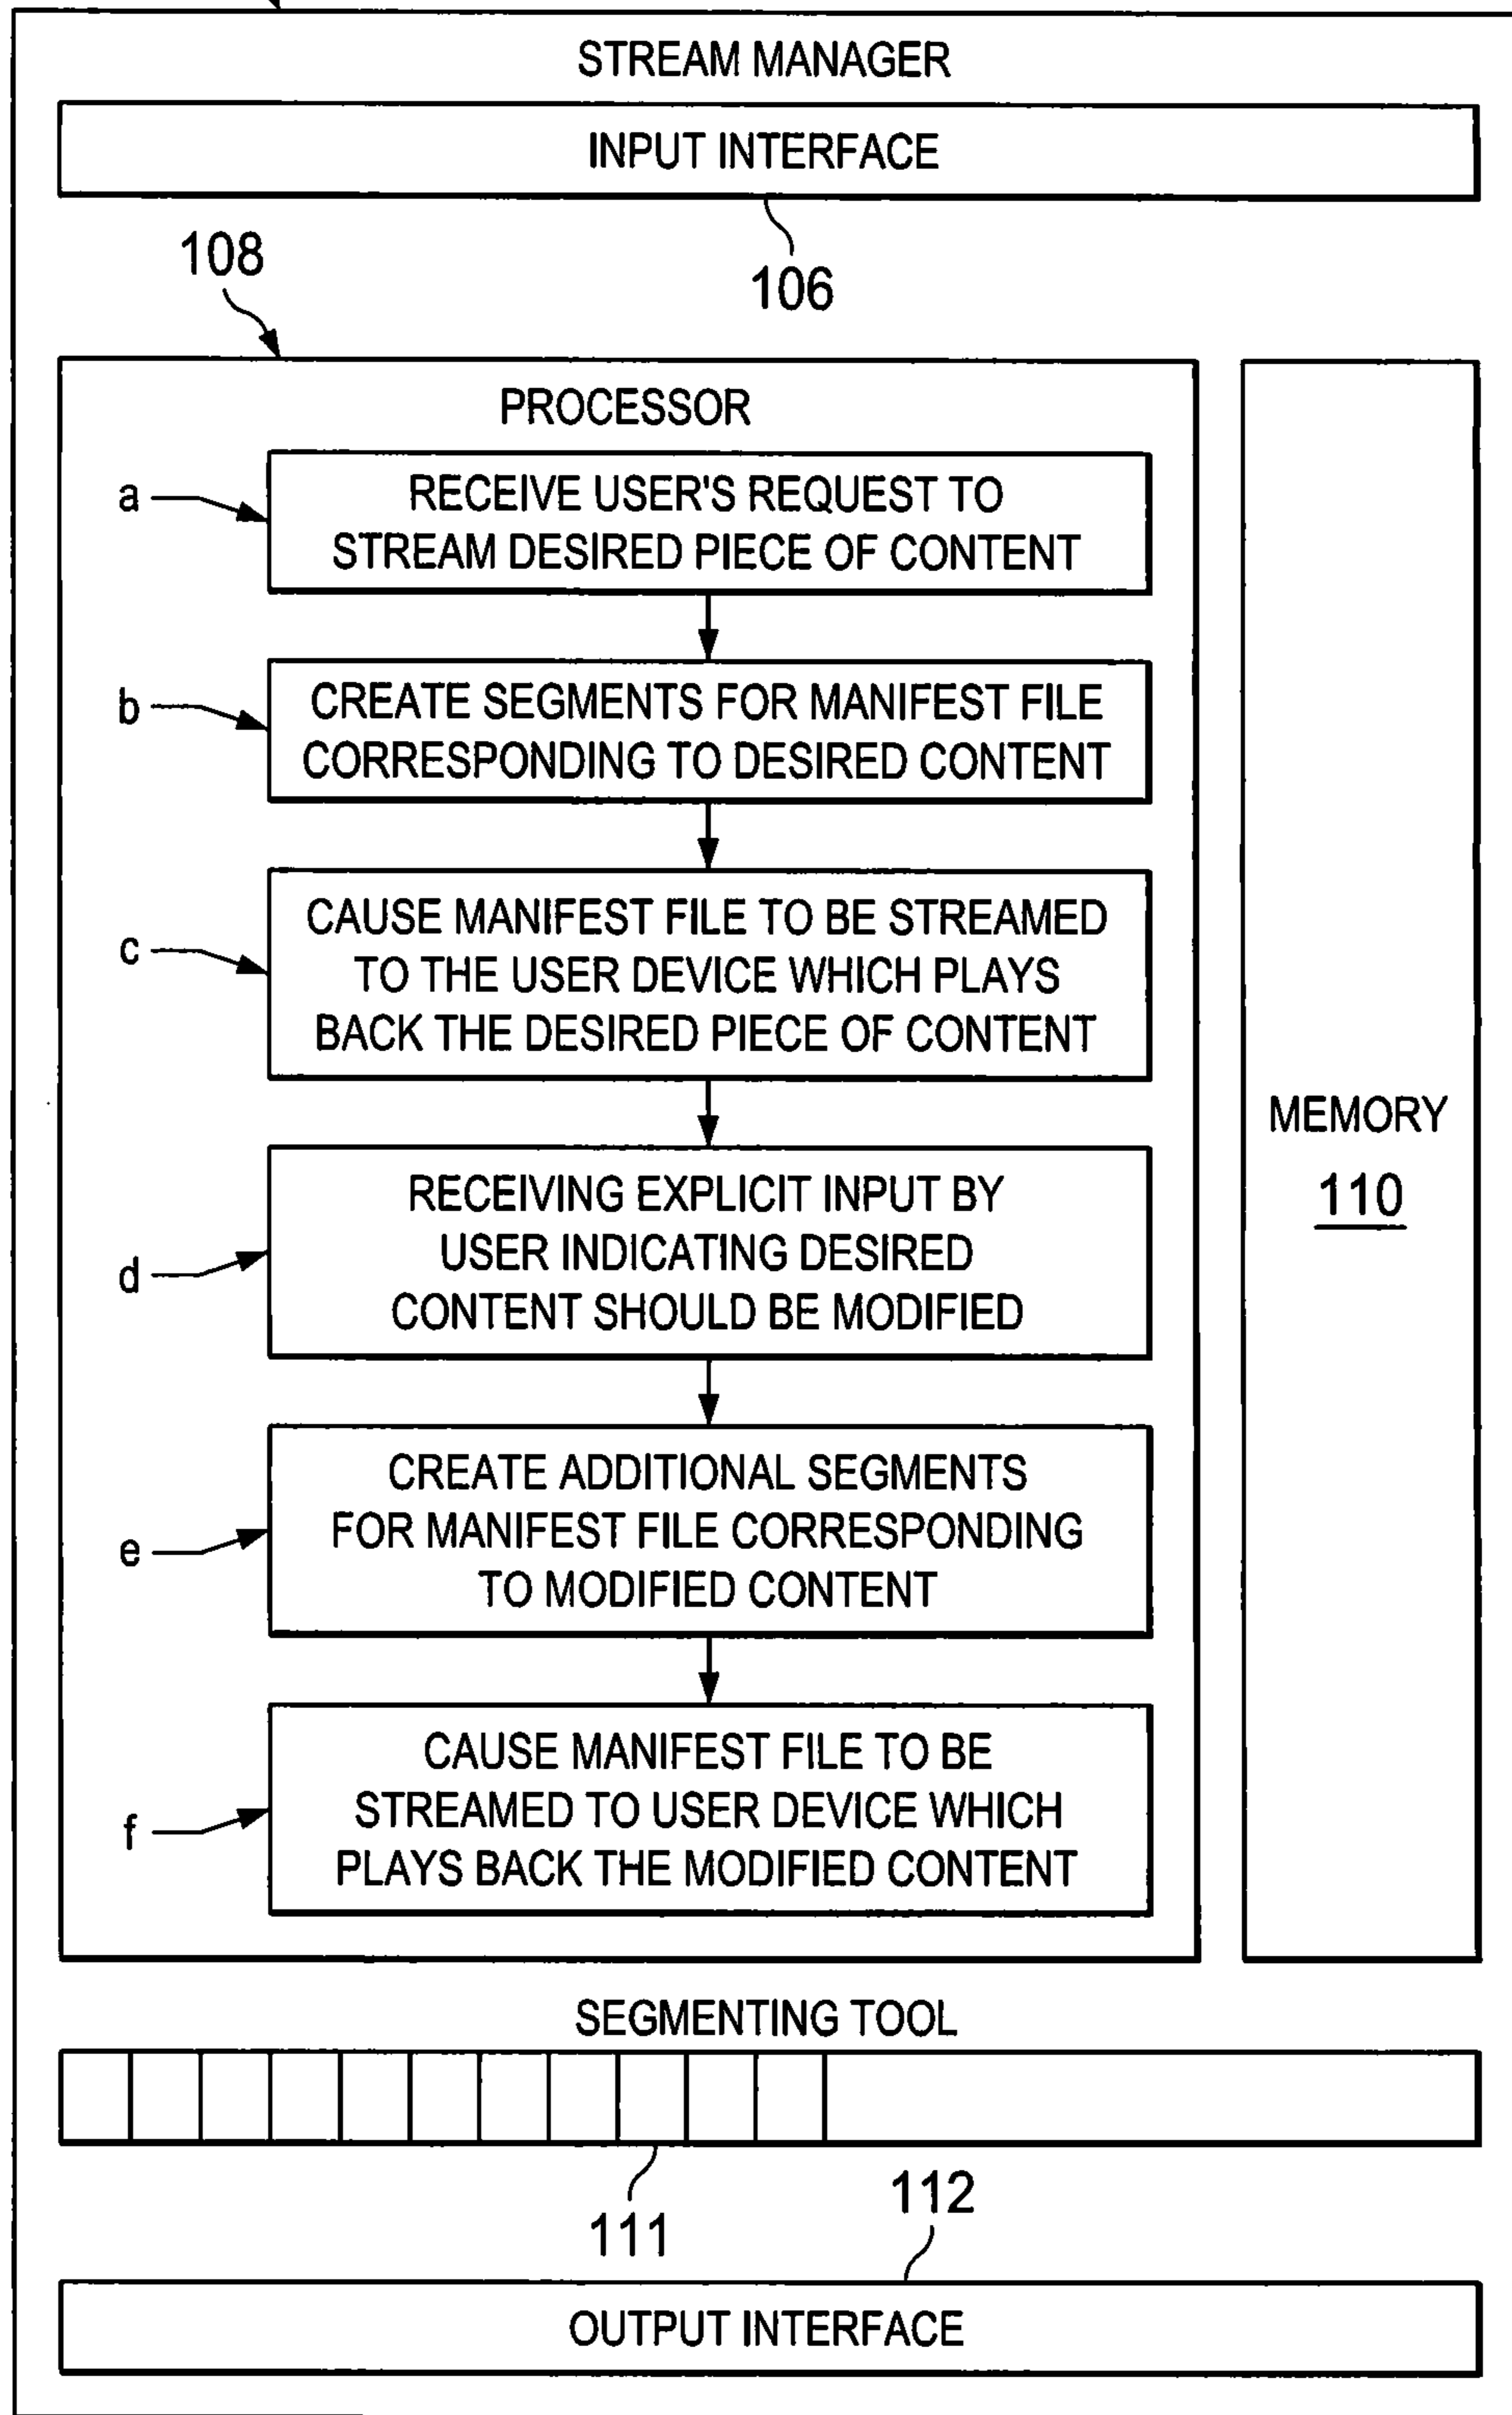 STREAM MANAGER
INPUT INTERFACE
106
108
PROCESSOR
a
RECEIVE USER'S REQUEST TO
STREAM DESIRED PIECE OF CONTENT
b
CREATE SEGMENTS FOR MANIFEST FILE
CORRESPONDING TO DESIRED CONTENT
c
CAUSE MANIFEST FILE TO BE STREAMED
TO THE USER DEVICE WHICH PLAYS
BACK THE DESIRED PIECE OF CONTENT
d
RECEIVING EXPLICIT INPUT BY
USER INDICATING DESIRED
CONTENT SHOULD BE MODIFIED
e
CREATE ADDITIONAL SEGMENTS
FOR MANIFEST FILE CORRESPONDING
TO MODIFIED CONTENT
f
CAUSE MANIFEST FILE TO BE
STREAMED TO USER DEVICE WHICH
PLAYS BACK THE MODIFIED CONTENT
MEMORY
110
SEGMENTING TOOL
111
112
OUTPUT INTERFACE